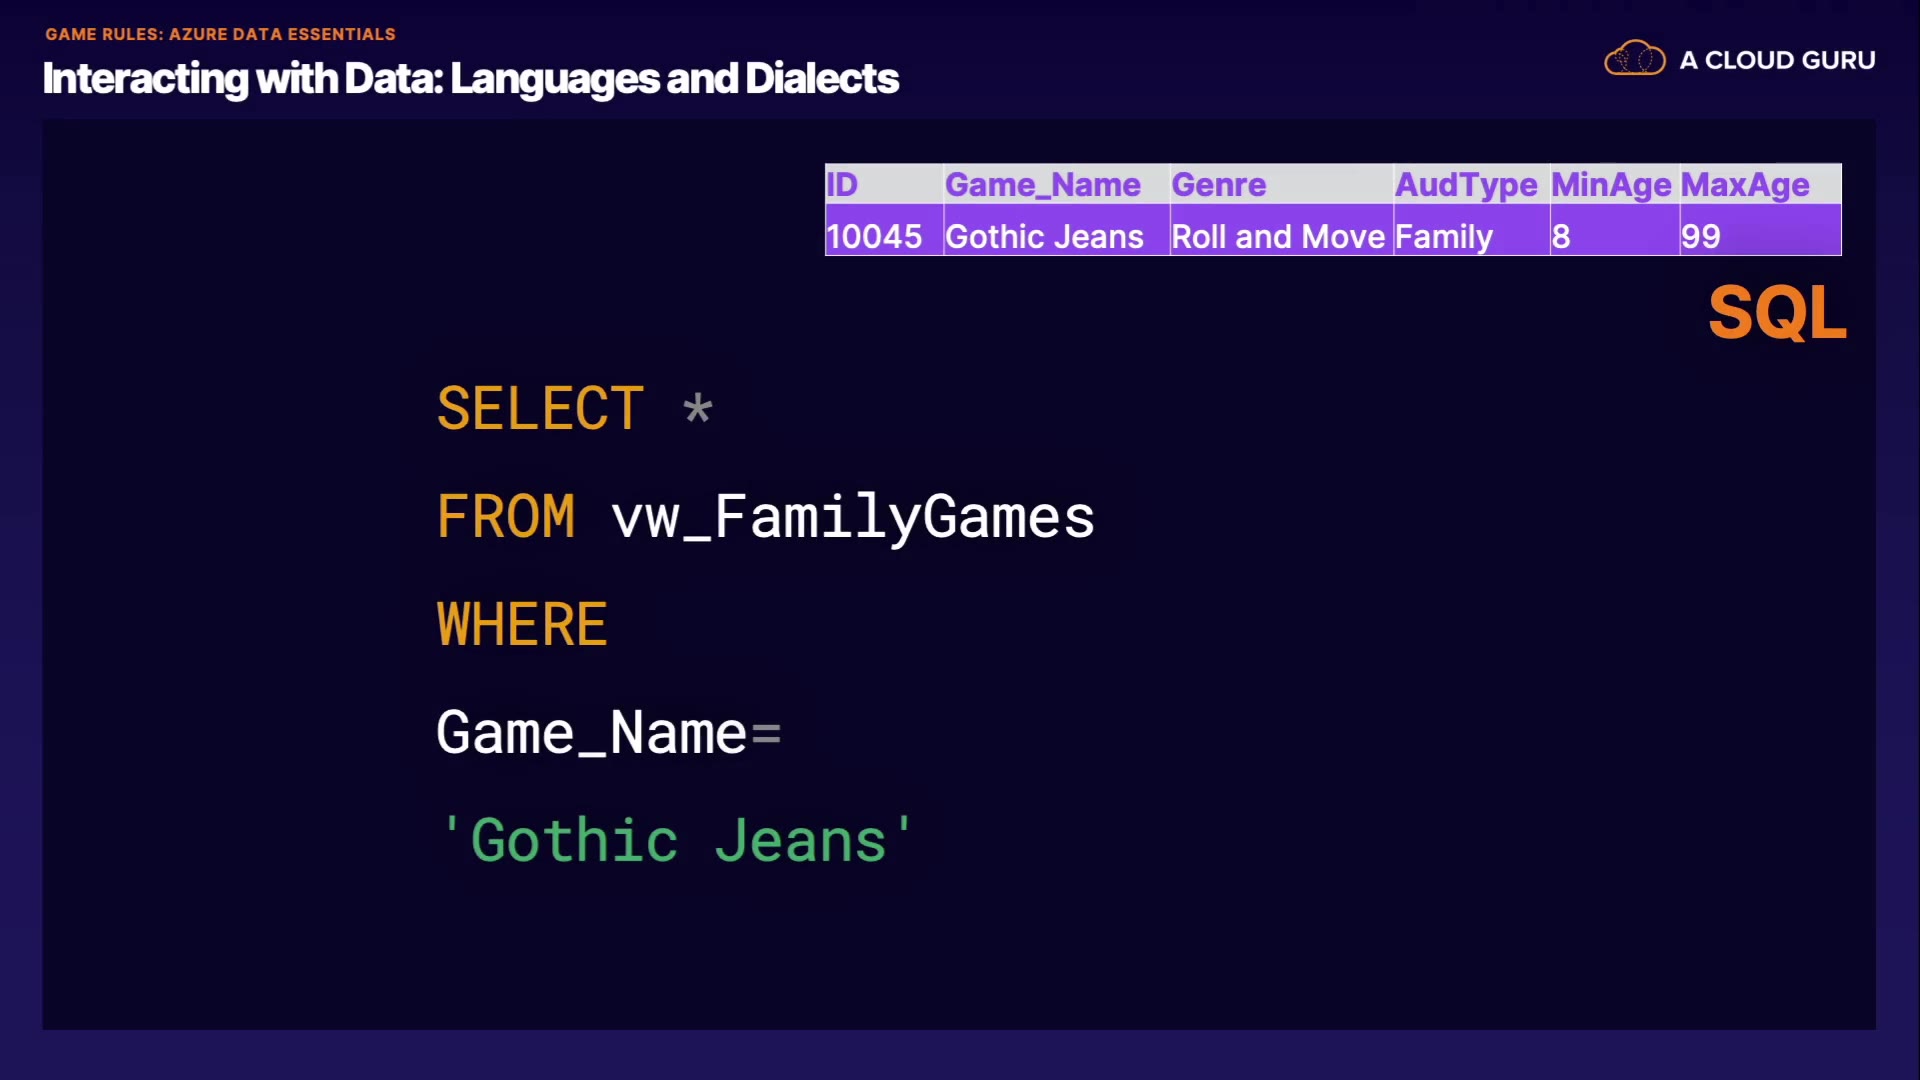 GAME RULES: AZURE DATA ESSENTIALS
Interacting with Data: Languages and Dialects
A CLOUD GURU
ID Game_Name Genre AudType MinAge MaxAge
10045 Gothic Jeans Roll and Move Family 8 99
SQL
SELECT *
FROM vw_FamilyGames
WHERE
Game_Name=
'Gothic Jeans'